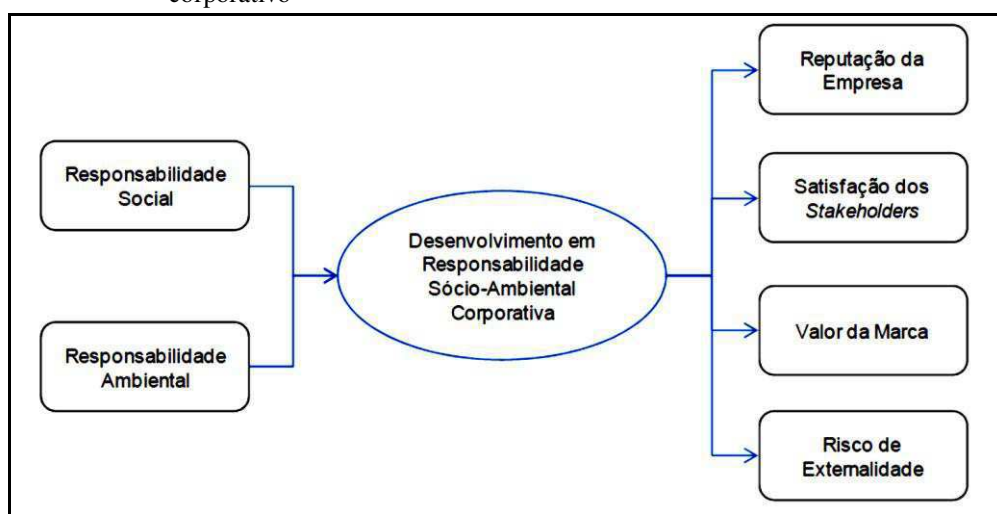 corporativo
Responsabilidade
Social
Responsabilidade
Ambiental
Desenvolvimento em
Responsabilidade
Sócio-Ambiental
Corporativa
Reputação da
Empresa
Satisfação dos
Stakeholders
Valor da Marca
Risco de
Externalidade